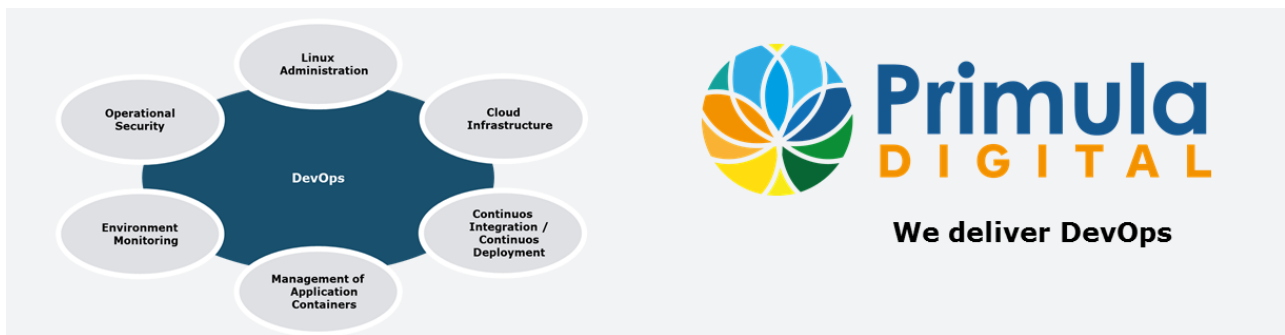 Linux
Administration
Operational
Security
Cloud
Infrastructure
DevOps
Environment
Monitoring
Continuos
Integration /
Continuos
Deployment
Management of
Application
Containers
Primula
DIGITAL
We deliver DevOps